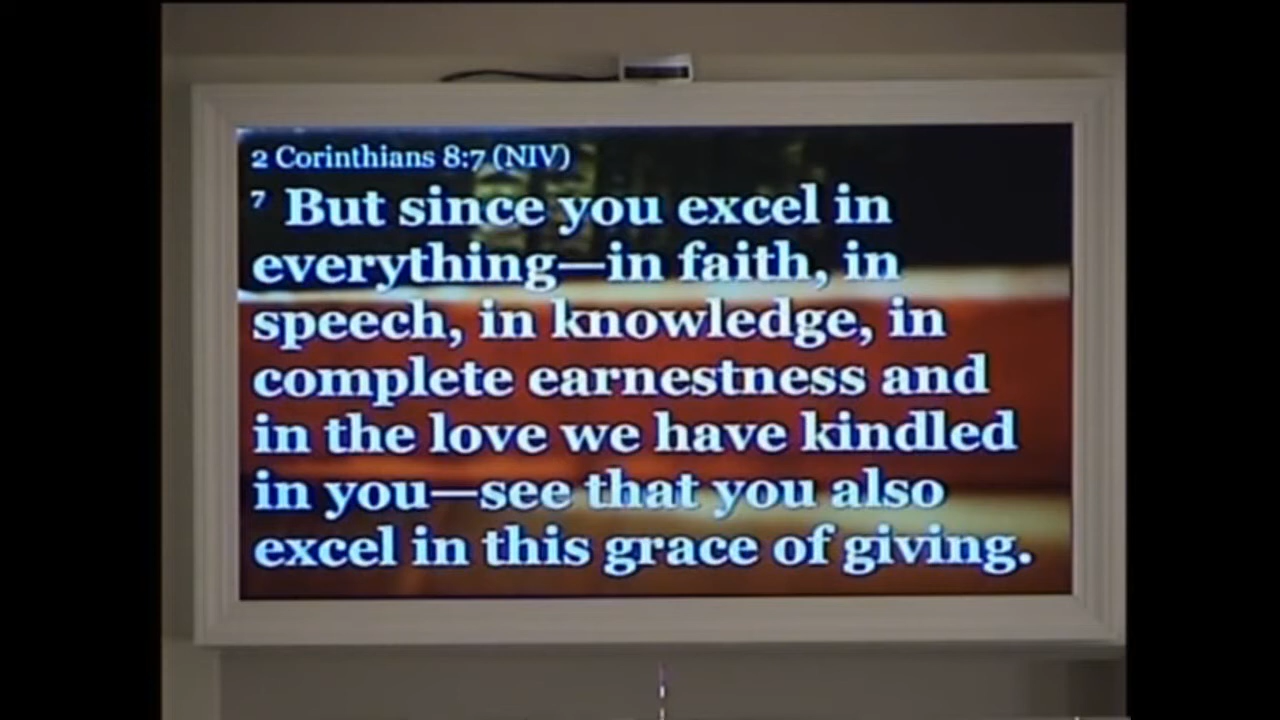 2 Corinthians 8:7 (NIV)
7 But since you excel in
everything—in faith, in
speech, in knowledge, in
complete earnestness and
in the love we have kindled
in you—see that you also
excel in this grace of giving.